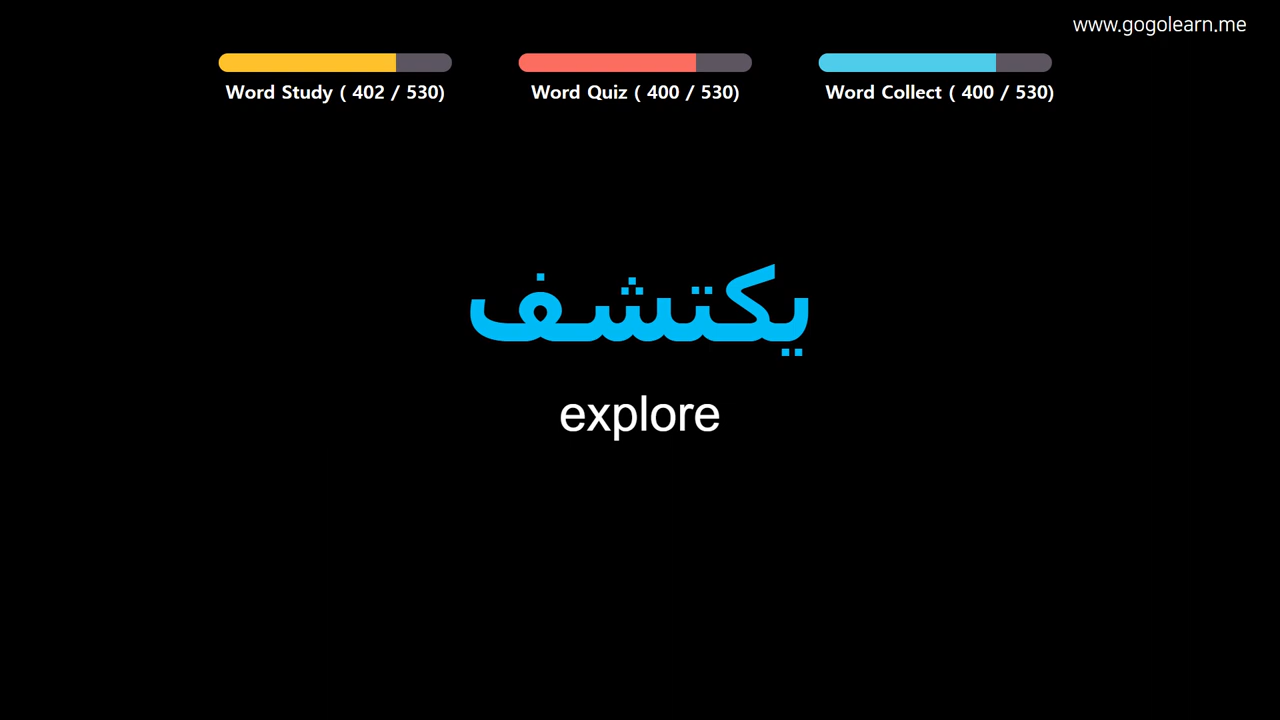 www.gogolearn.me
Word Study ( 402 / 530)
Word Quiz ( 400 / 530)
Word Collect ( 400 / 530)
يكتشف
explore